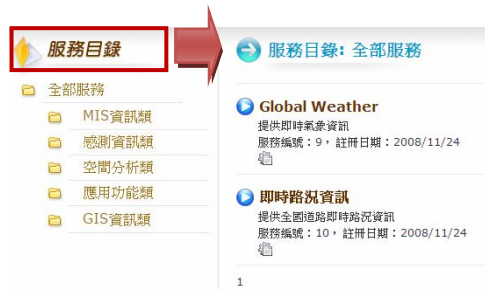 服務目錄
全部服務
MIS資訊類
感測資訊類
空間分析類
應用功能類
GIS資訊類
服務目錄: 全部服務
Global Weather
提供即時氣象資訊
服務編號：9，註冊日期：2008/11/24
即時路況資訊
提供全國道路即時路況資訊
服務編號：10，註冊日期：2008/11/24
1